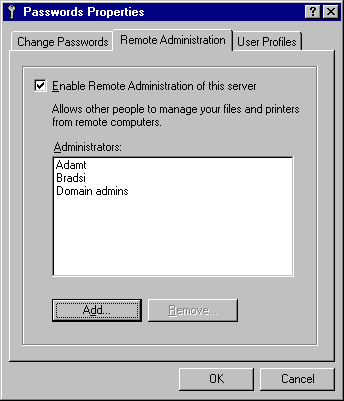 Passwords Properties
Change Passwords
Remote Administration
User Profiles
Enable Remote Administration of this server
Allows other people to manage your files and printers
from remote computers.
Administrators:
Adamt
Bradsi
Domain admins
Add...
Remove...
OK
Cancel